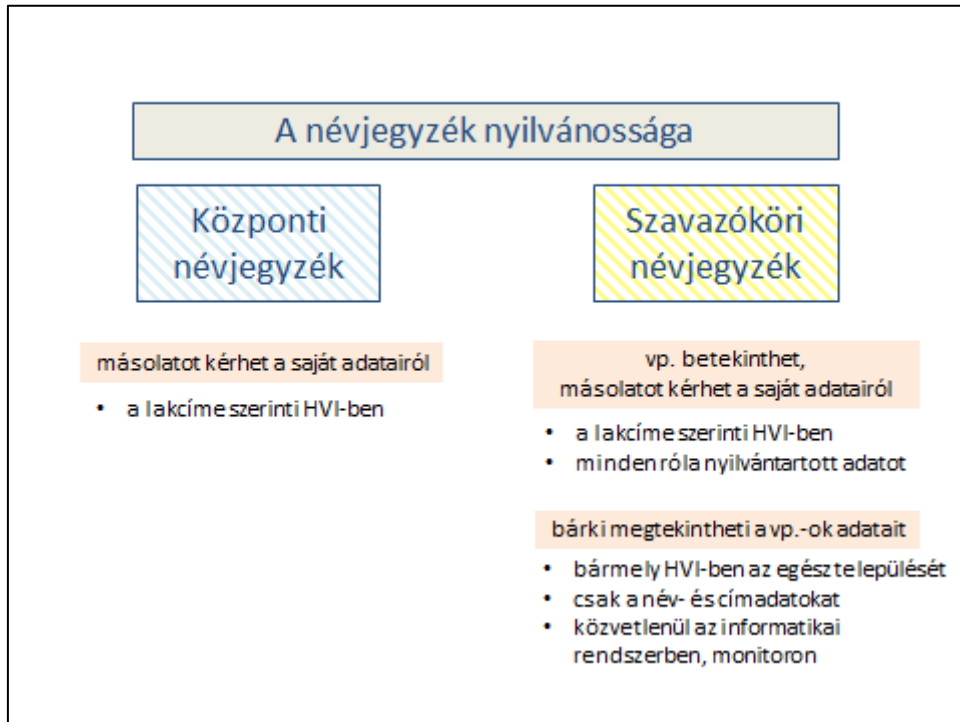 A névjegyzék nyilvánossága
Központi
névjegyzék
másolatot kérhet a saját adatairól
• a lakcíme szerinti HVI-ben
Szavazóköri
névjegyzék
vp. betekinthet,
másolatot kérhet a saját adatairól
• a lakcíme szerinti HVI-ben
• minden róla nyilvántartott adatot
bárki megtekintheti a vp.-ok adatait
• bármely HVI-ben az egész települését
• csak a név- és címadatokat
• közvetlenül az informatikai
rendszerben, monitoron